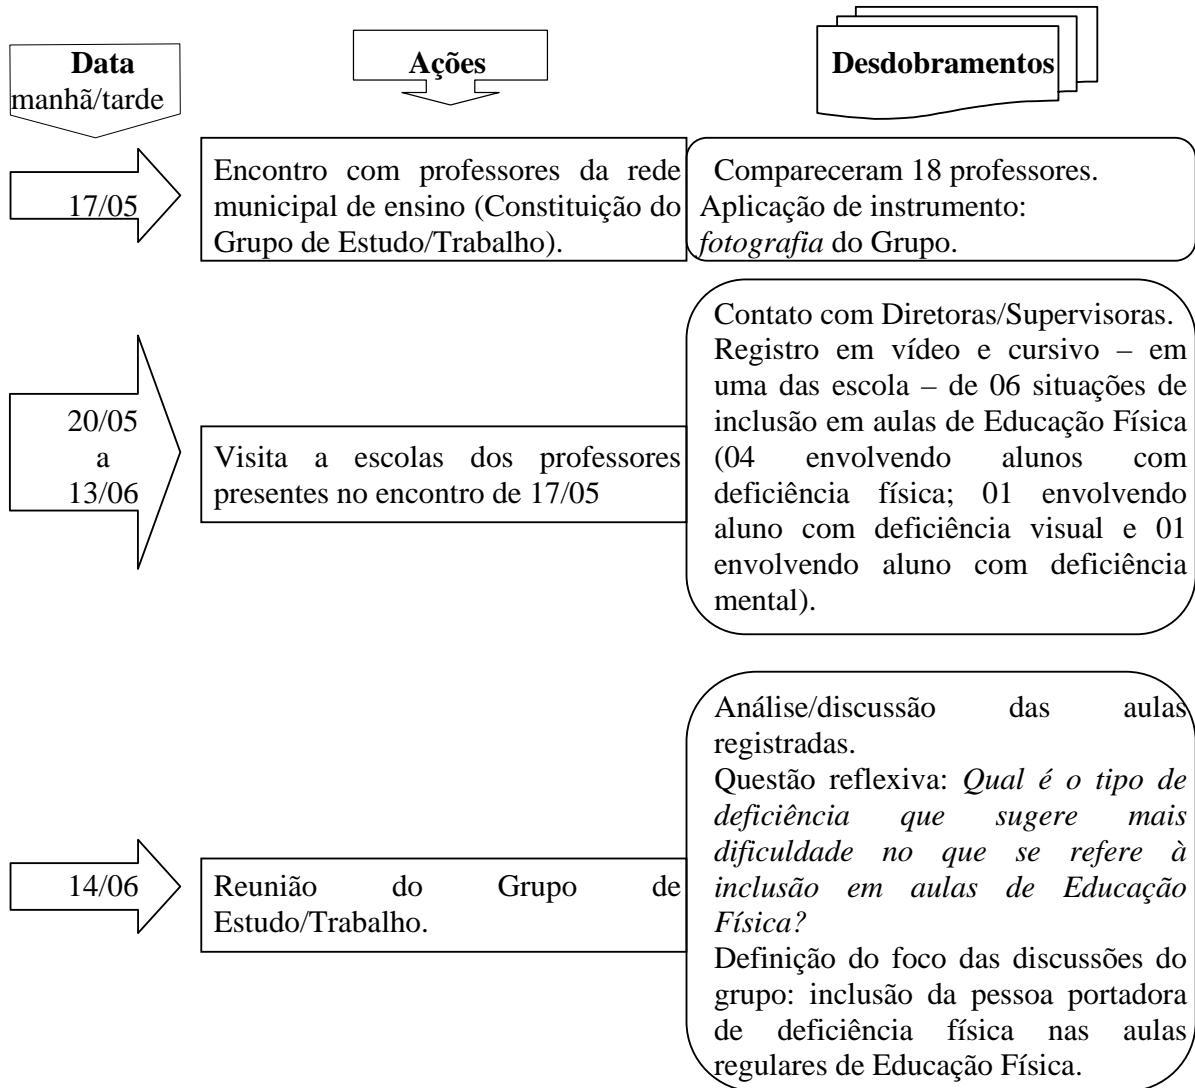 Data
manhã/tarde
Ações
Desdobramentos
17/05
Encontro com professores da rede
municipal de ensino (Constituição do
Grupo de Estudo/Trabalho).
Compareceram 18 professores.
Aplicação de instrumento:
fotografia do Grupo.
20/05
a
13/06
Visita a escolas dos professores
presentes no encontro de 17/05
Contato com Diretoras/Supervisoras.
Registro em vídeo e cursivo – em
uma das escola – de 06 situações de
inclusão em aulas de Educação Física
(04 envolvendo alunos com
deficiência física; 01 envolvendo
aluno com deficiência visual e 01
envolvendo aluno com deficiência
mental).
14/06
Reunião do Grupo de
Estudo/Trabalho.
Análise/discussão das aulas
registradas.
Questão reflexiva: Qual é o tipo de
deficiência que sugere mais
dificuldade no que se refere à
inclusão em aulas de Educação
Física?
Definição do foco das discussões do
grupo: inclusão da pessoa portadora
de deficiência física nas aulas
regulares de Educação Física.